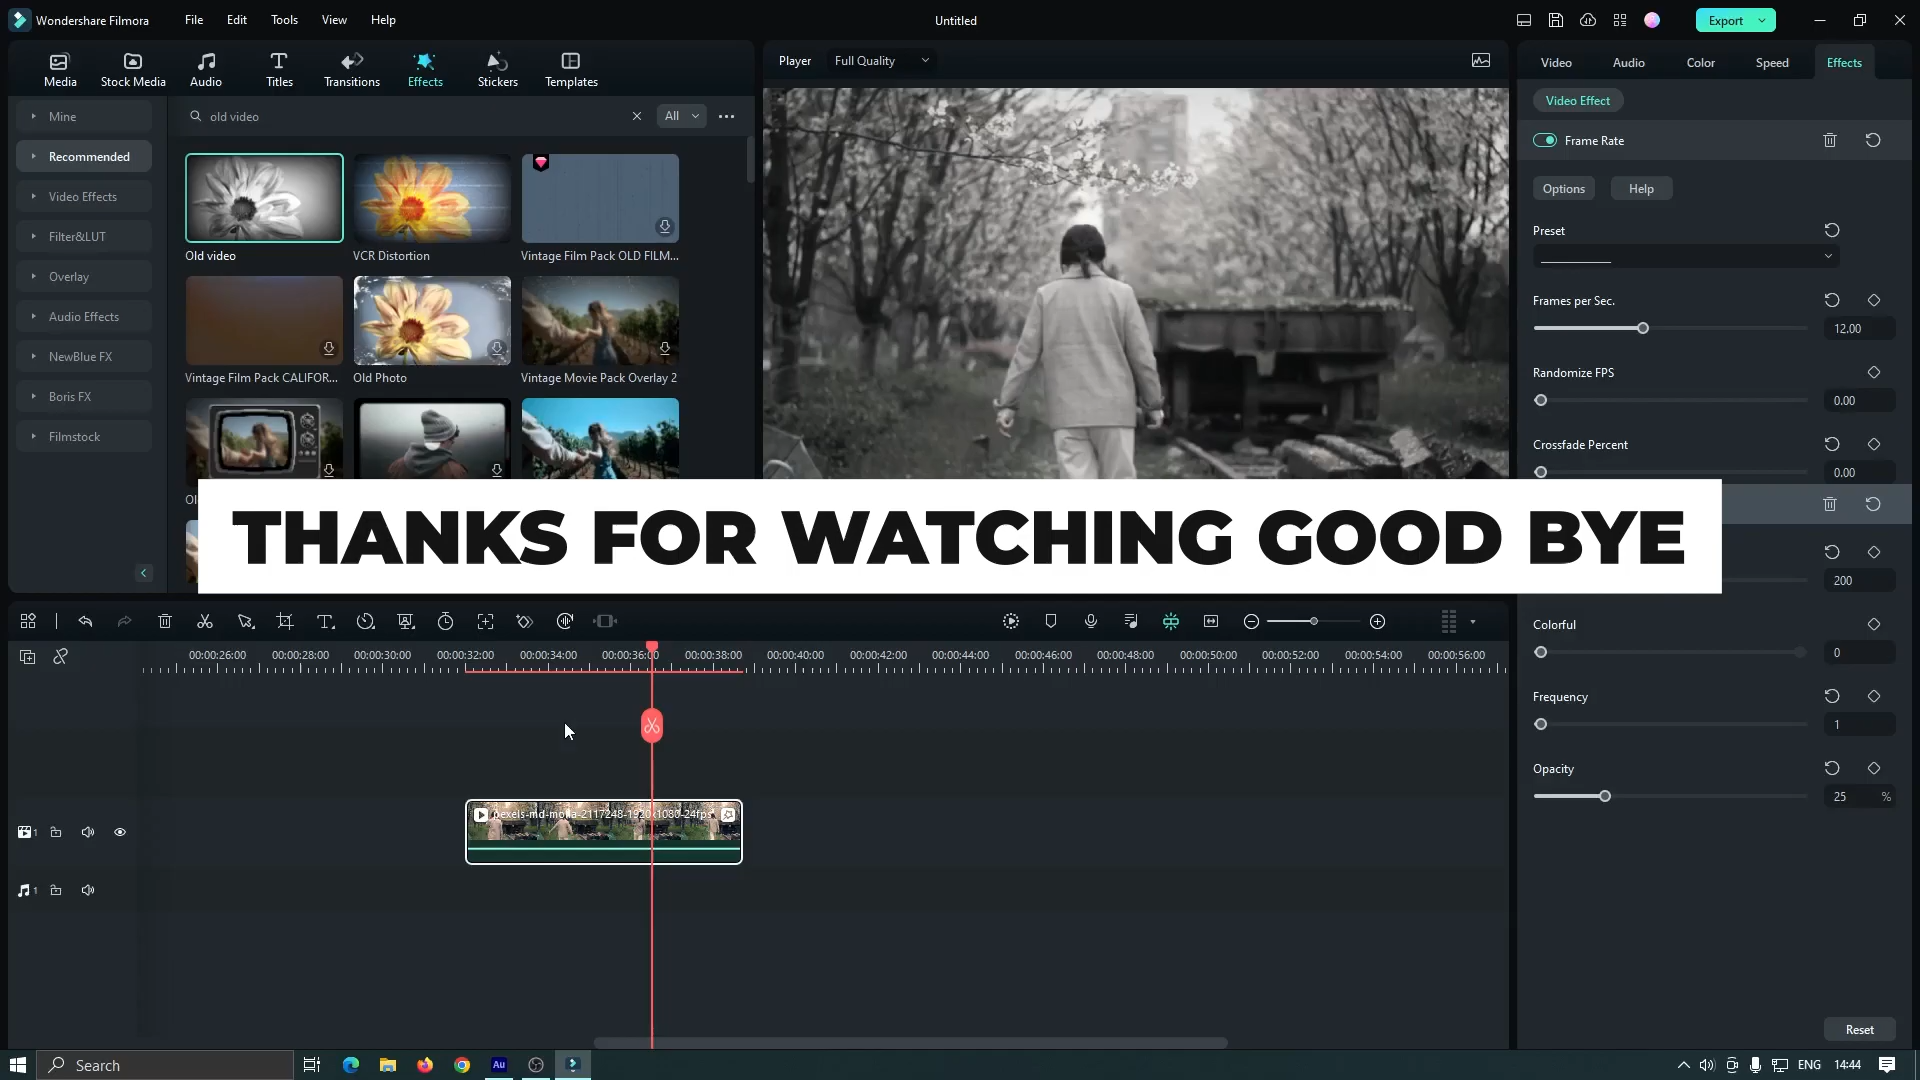 Wondershare Filmora
File
Edit
Tools
View
Help
Untitled
Export
Media
Stock Media
Audio
Titles
Transitions
Effects
Stickers
Templates
Player
Full Quality
Video
Audio
Color
Speed
Effects
Mine
Recommended
Video Effects
Filter&LUT
Overlay
Audio Effects
NewBlue FX
Boris FX
Filmstock
old video
All
Old video
VCR Distortion
Vintage Film Pack OLD FILM...
Vintage Film Pack CALIFOR...
Old Photo
Vintage Movie Pack Overlay 2
Video Effect
Frame Rate
Options
Help
Preset
Frames per Sec.
12.00
Randomize FPS
0.00
Crossfade Percent
0.00
THANKS FOR WATCHING GOOD BYE
200
Colorful
0
Frequency
1
Opacity
25 %
Reset
00:00:26:00
00:00:28:00
00:00:30:00
00:00:32:00
00:00:34:00
00:00:36:00
00:00:38:00
00:00:40:00
00:00:42:00
00:00:44:00
00:00:46:00
00:00:48:00
00:00:50:00
00:00:52:00
00:00:54:00
00:00:56:00
1
1
Search
Au
ENG
14:44